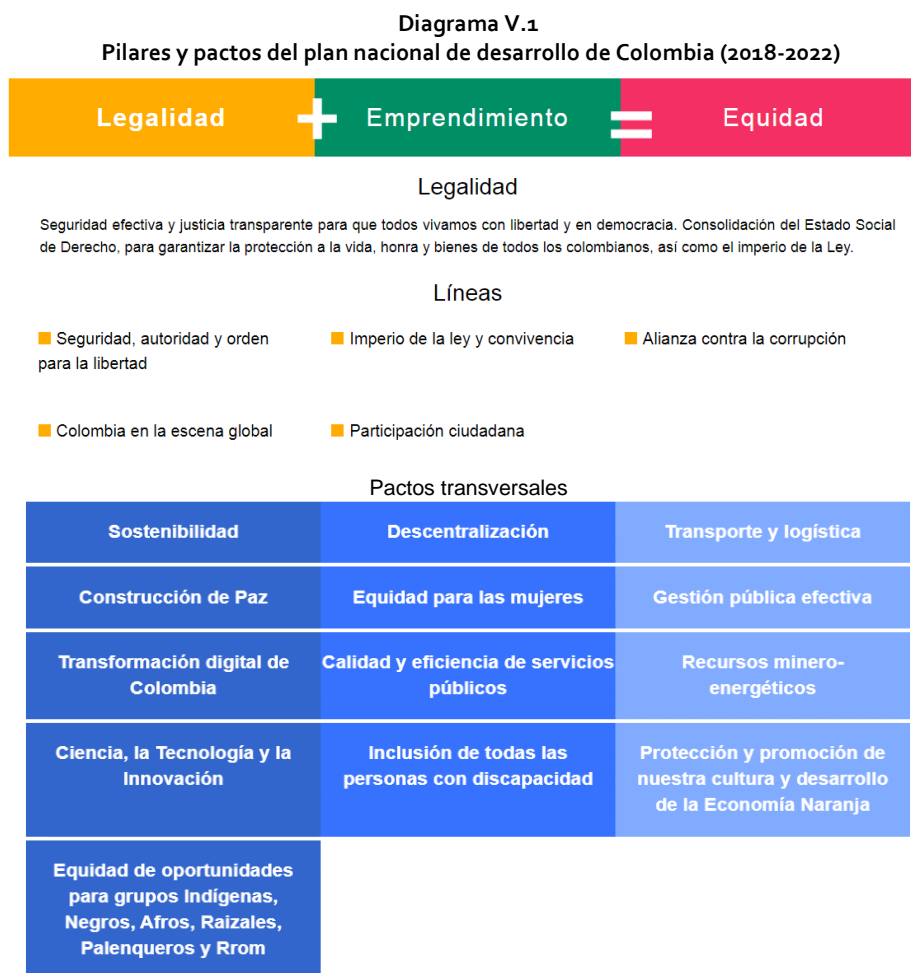 Diagrama V.1
Pilares y pactos del plan nacional de desarrollo de Colombia (2018-2022)
Legalidad + Emprendimiento = Equidad
Legalidad
Seguridad efectiva y justicia transparente para que todos vivamos con libertad y en democracia. Consolidación del Estado Social
de Derecho, para garantizar la protección a la vida, honra y bienes de todos los colombianos, así como el imperio de la Ley.
Líneas
Seguridad, autoridad y orden
para la libertad
Imperio de la ley y convivencia
Alianza contra la corrupción
Colombia en la escena global
Participación ciudadana
Pactos transversales
Sostenibilidad
Descentralización
Transporte y logística
Construcción de Paz
Equidad para las mujeres
Gestión pública efectiva
Transformación digital de
Colombia
Calidad y eficiencia de servicios
públicos
Recursos minero-
energéticos
Ciencia, la Tecnología y la
Innovación
Inclusión de todas las
personas con discapacidad
Protección y promoción de
nuestra cultura y desarrollo
de la Economía Naranja
Equidad de oportunidades
para grupos Indígenas,
Negros, Afros, Raizales,
Palenqueros y Rrom